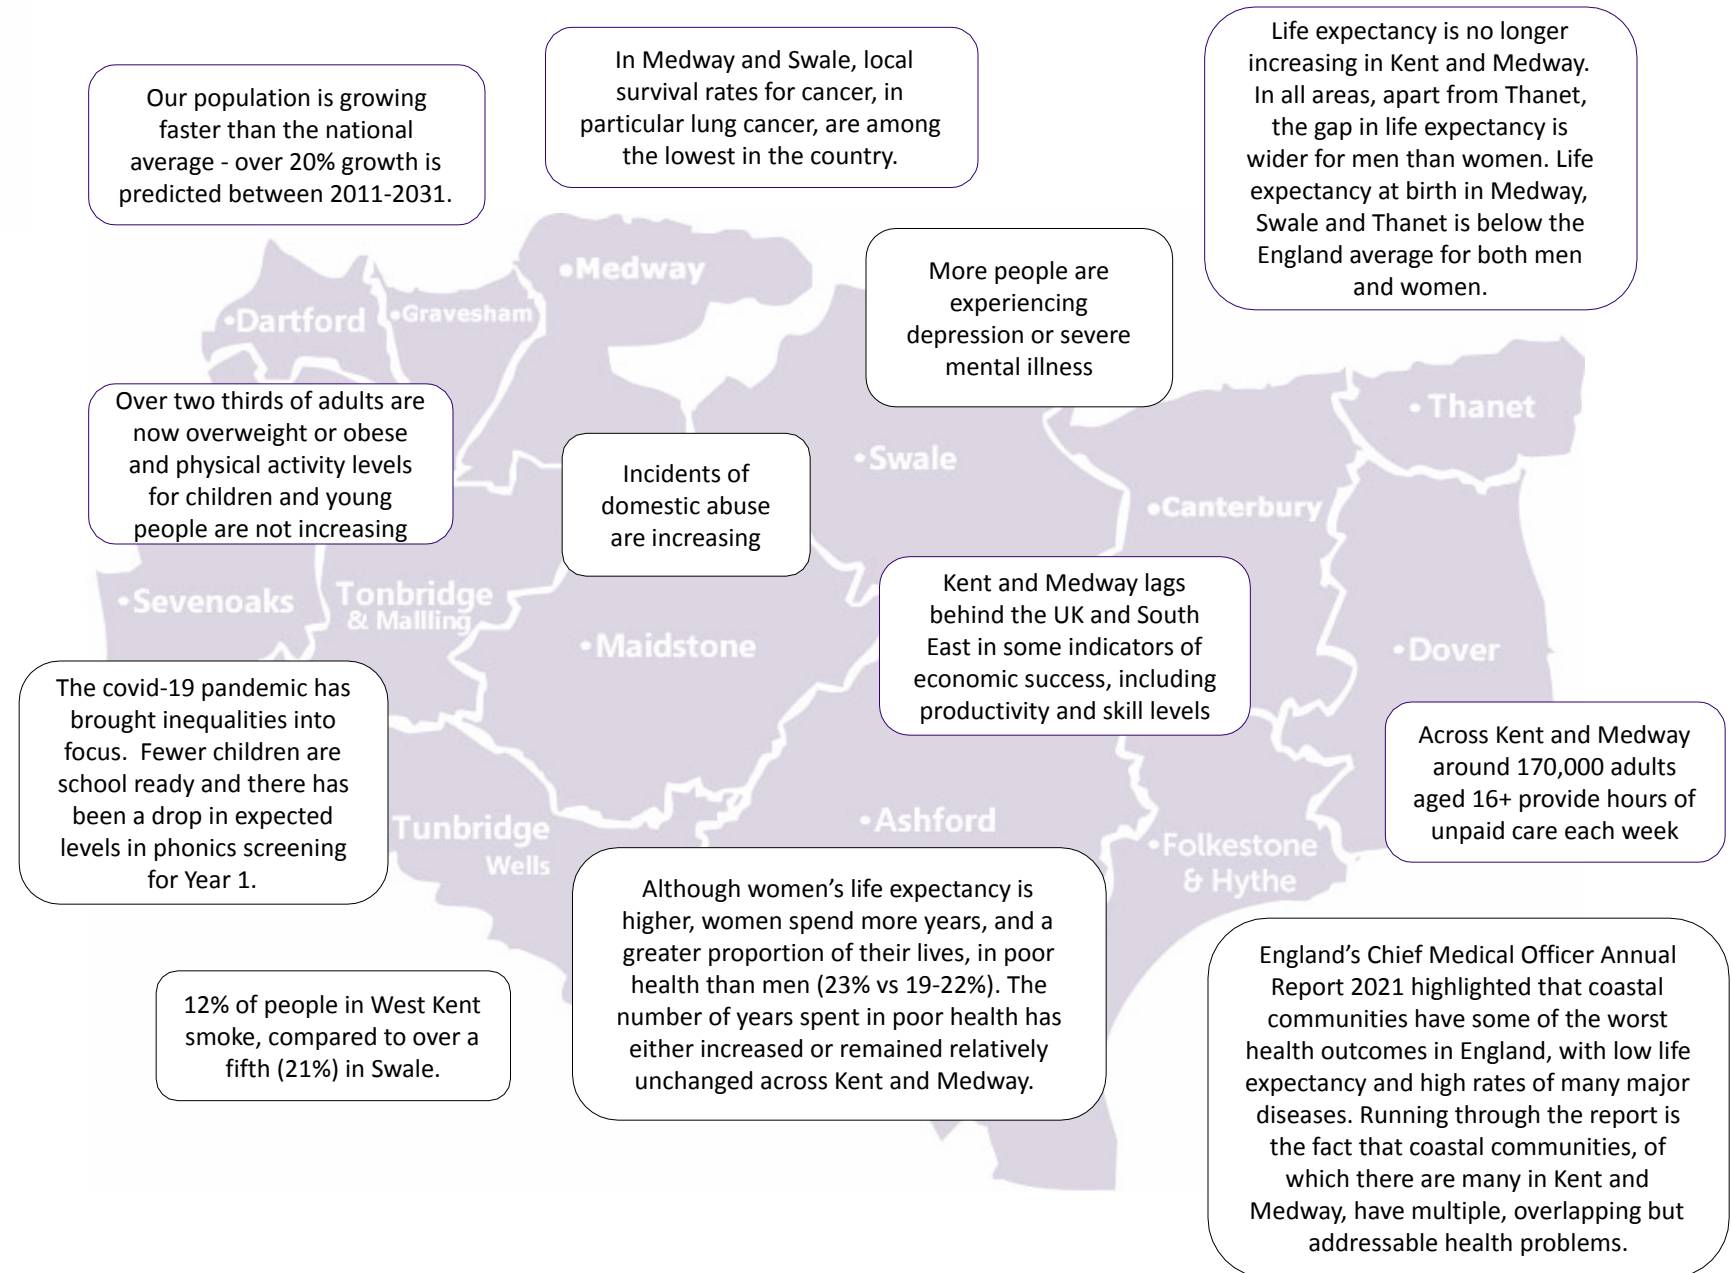 Our population is growing
faster than the national
average - over 20% growth is
predicted between 2011-2031.
In Medway and Swale, local
survival rates for cancer, in
particular lung cancer, are among
the lowest in the country.
Life expectancy is no longer
increasing in Kent and Medway.
In all areas, apart from Thanet,
the gap in life expectancy is
wider for men than women. Life
expectancy at birth in Medway,
Swale and Thanet is below the
England average for both men
and women.
•Medway
•Dartford
•Gravesham
More people are
experiencing
depression or severe
mental illness
• Thanet
Over two thirds of adults are
now overweight or obese
and physical activity levels
for children and young
people are not increasing
Incidents of
domestic abuse
are increasing
•Swale
•Canterbury
•Sevenoaks
Tonbridge
& Mallling
•Maidstone
Kent and Medway lags
behind the UK and South
East in some indicators of
economic success, including
productivity and skill levels
•Dover
The covid-19 pandemic has
brought inequalities into
focus.  Fewer children are
school ready and there has
been a drop in expected
levels in phonics screening
for Year 1.
Across Kent and Medway
around 170,000 adults
aged 16+ provide hours of
unpaid care each week
Tunbridge
Wells
•Ashford
•Folkestone
& Hythe
Although women’s life expectancy is
higher, women spend more years, and a
greater proportion of their lives, in poor
health than men (23% vs 19-22%). The
number of years spent in poor health has
either increased or remained relatively
unchanged across Kent and Medway.
12% of people in West Kent
smoke, compared to over a
fifth (21%) in Swale.
England’s Chief Medical Officer Annual
Report 2021 highlighted that coastal
communities have some of the worst
health outcomes in England, with low life
expectancy and high rates of many major
diseases. Running through the report is
the fact that coastal communities, of
which there are many in Kent and
Medway, have multiple, overlapping but
addressable health problems.